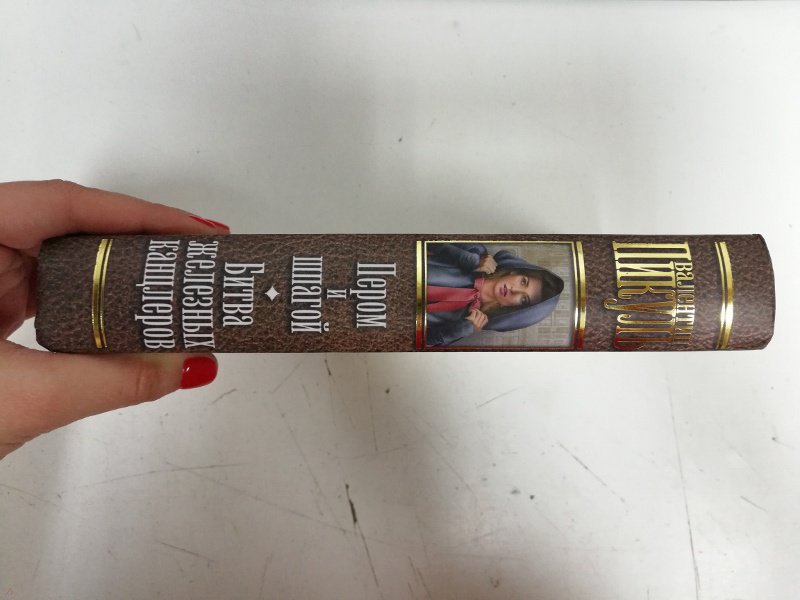 Валентин
ПИКУЛЬ
Пером
и
шпагой
Битва
железных
канцлеров